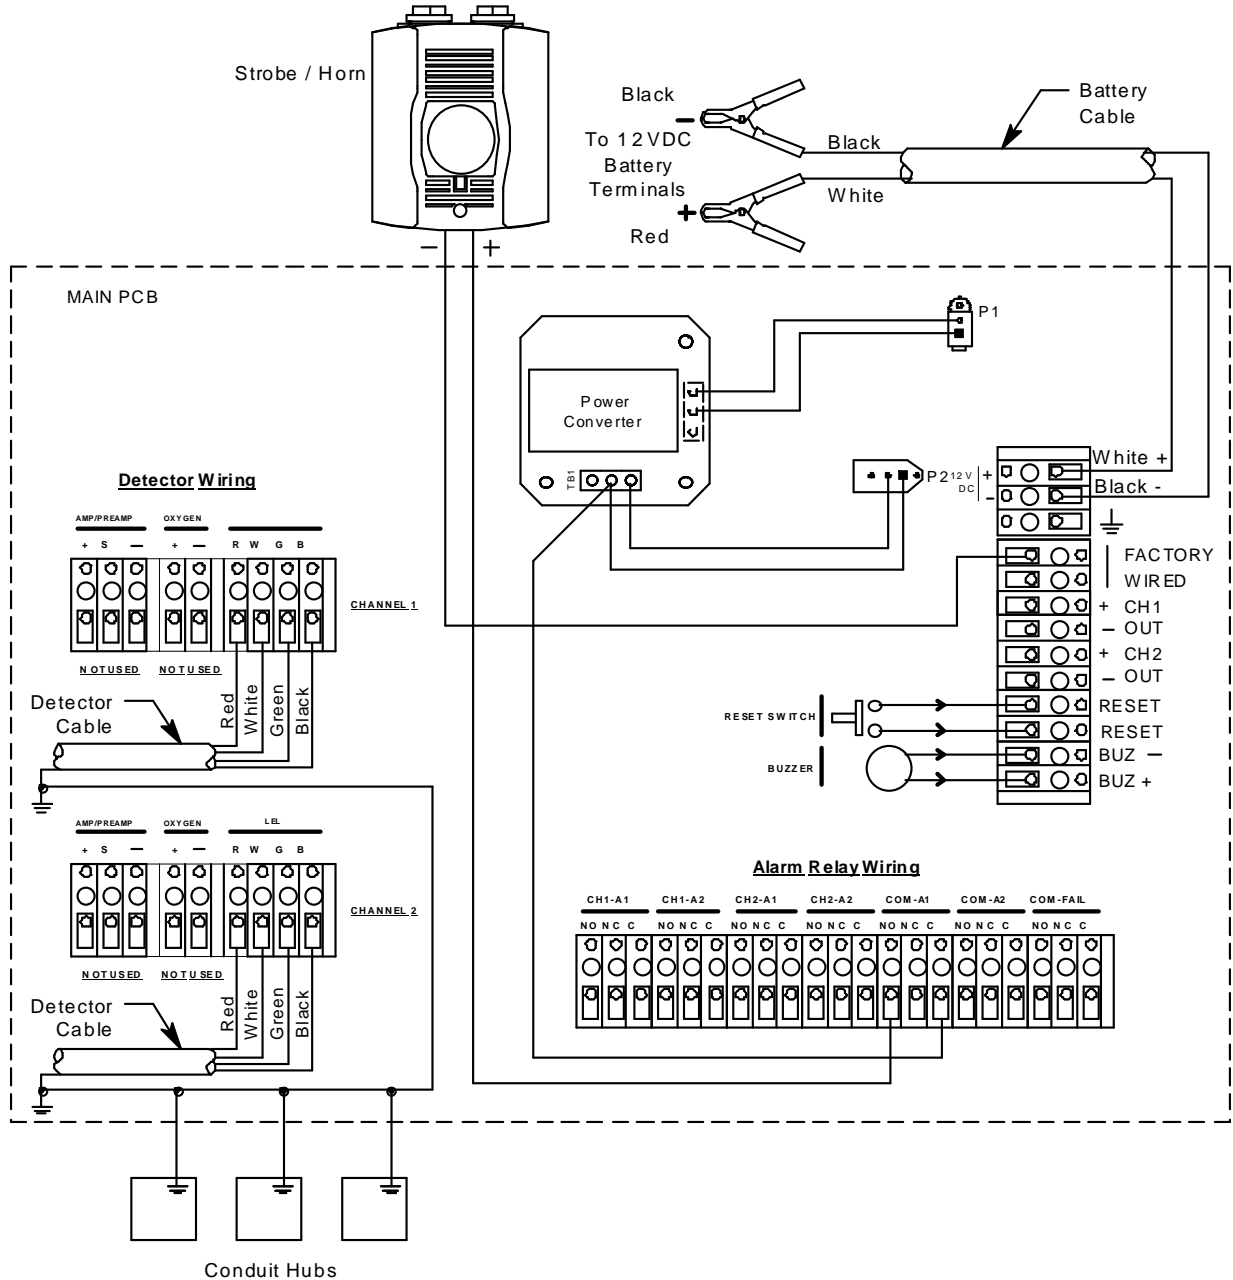 Strobe / Horn
Black
−
To 12VDC
Battery
Terminals
+
Red
Black
White
Battery
Cable
− +
MAIN PCB
P1
Power
Converter
TB1
P2
12 V
DC
+
−
White +
Black -
Detector Wiring
AMP/PREAMP OXYGEN
+ S — + — R W G B
CHANNEL 1
NOT USED NOT USED
Detector
Cable
Red
White
Green
Black
FACTORY
WIRED
+ CH1
− OUT
+ CH2
− OUT
RESET
RESET
BUZ −
BUZ +
RESET SWITCH
BUZZER
AMP/PREAMP OXYGEN LEL
+ S — + — R W G B
CHANNEL 2
NOT USED NOT USED
Detector
Cable
Red
White
Green
Black
Alarm Relay Wiring
CH1-A1 CH1-A2 CH2-A1 CH2-A2 COM-A1 COM-A2 COM-FAIL
NO NC C NO NC C NO NC C NO NC C NO NC C NO NC C NO NC C
Conduit Hubs